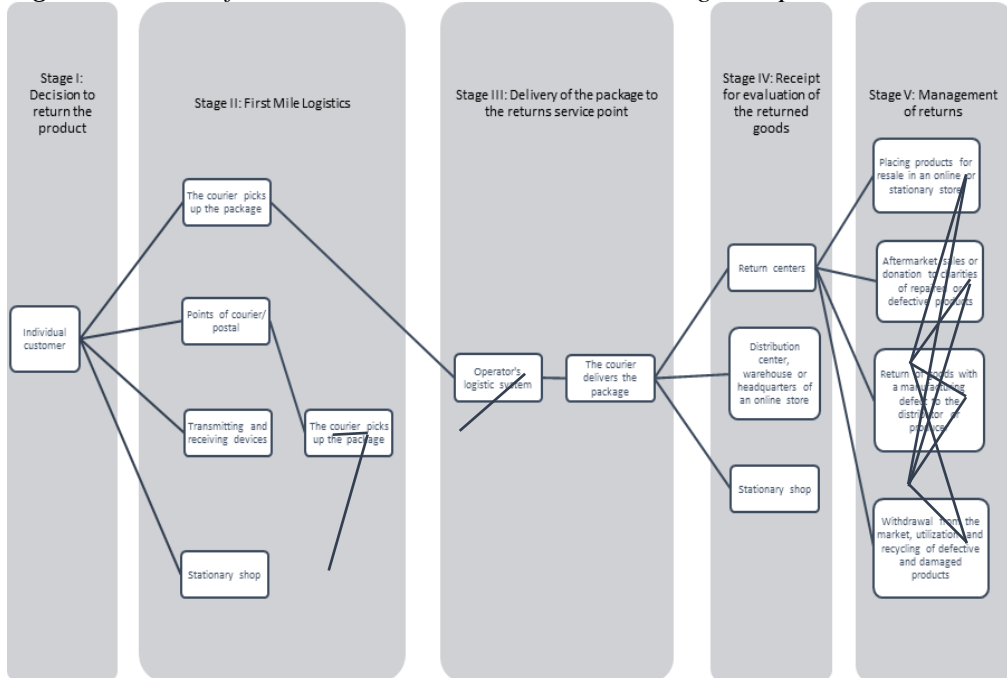 Stage I:
Decision to
return the
product
Stage II: First Mile Logistics
Stage III: Delivery of the package to
the returns service point
Stage IV: Receipt
for evaluation of
the returned
goods
Stage V: Management
of returns
Individual
customer
The courier picks
up the package
Points of courier/
postal
Transmitting and
receiving devices
The courier picks
up the package
Stationary shop
Operator's
logistic system
The courier
delivers the
package
Return centers
Distribution
center,
warehouse or
headquarters of
an online store
Stationary shop
Placing products for
resale in an online or
stationary store
Aftermarket sales or
donation to charities
of repaired or
defective products
Return of goods with
a manufacturing
defect to the
distributor or
producer
Withdrawal from the
market, utilization and
recycling of defective
and damaged
products